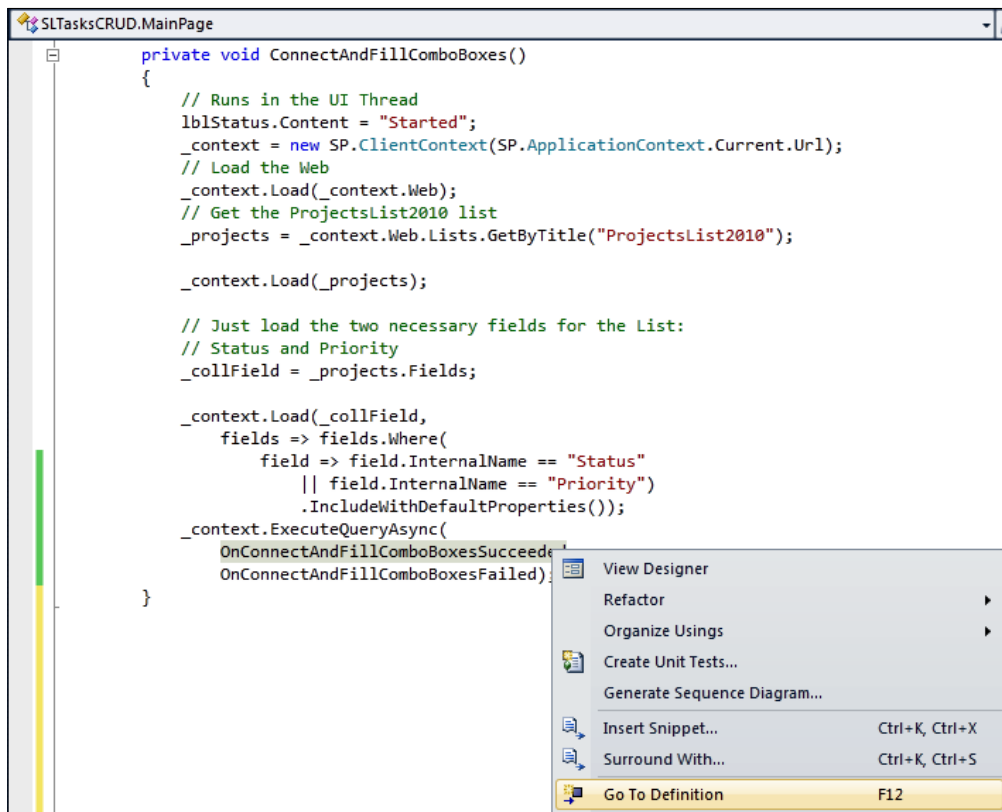 SLTasksCRUD.MainPage
private void ConnectAndFillComboBoxes()
{
// Runs in the UI Thread
lblStatus.Content = "Started";
_context = new SP.ClientContext(SP.ApplicationContext.Current.Url);
// Load the Web
_context.Load(_context.Web);
// Get the ProjectsList2010 list
_projects = _context.Web.Lists.GetByTitle("ProjectsList2010");
_context.Load(_projects);
// Just load the two necessary fields for the List:
// Status and Priority
_collField = _projects.Fields;
_context.Load(_collField,
fields => fields.Where(
field => field.InternalName == "Status"
|| field.InternalName == "Priority")
.IncludeWithDefaultProperties());
_context.ExecuteQueryAsync(
OnConnectAndFillComboBoxesSucceeded
OnConnectAndFillComboBoxesFailed);
}
View Designer
Refactor
Organize Usings
Create Unit Tests...
Generate Sequence Diagram...
Insert Snippet... Ctrl+K, Ctrl+X
Surround With... Ctrl+K, Ctrl+S
Go To Definition F12